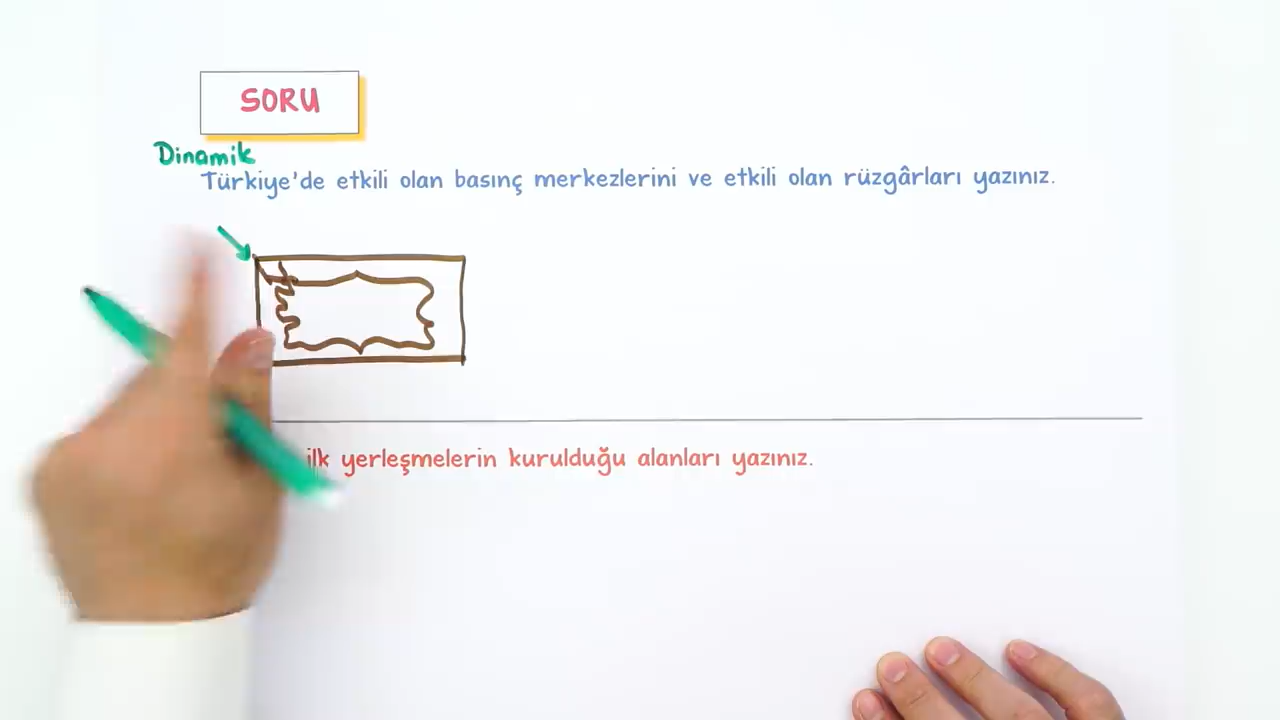 SORU
Dinamik
Türkiye'de etkili olan basınç merkezlerini ve etkili olan rüzgârları yazınız.
ilk yerleşmelerin kurulduğu alanları yazınız.